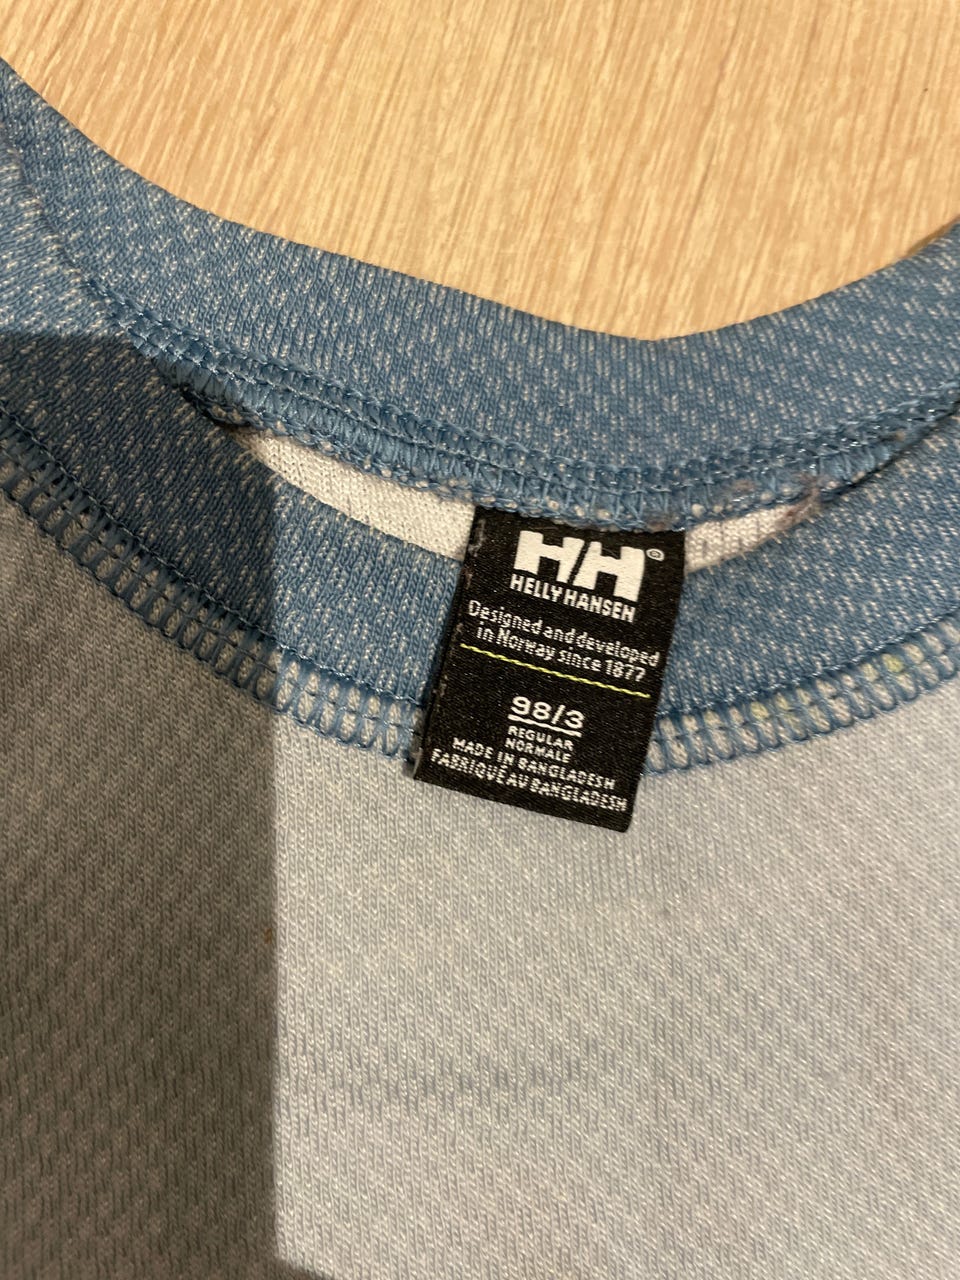 HH®
HELLY HANSEN
Designed and developed
in Norway since 1877
98/3
REGULAR
NORMALE
MADE IN BANGLADESH
FABRIQUÉ AU BANGLADESH